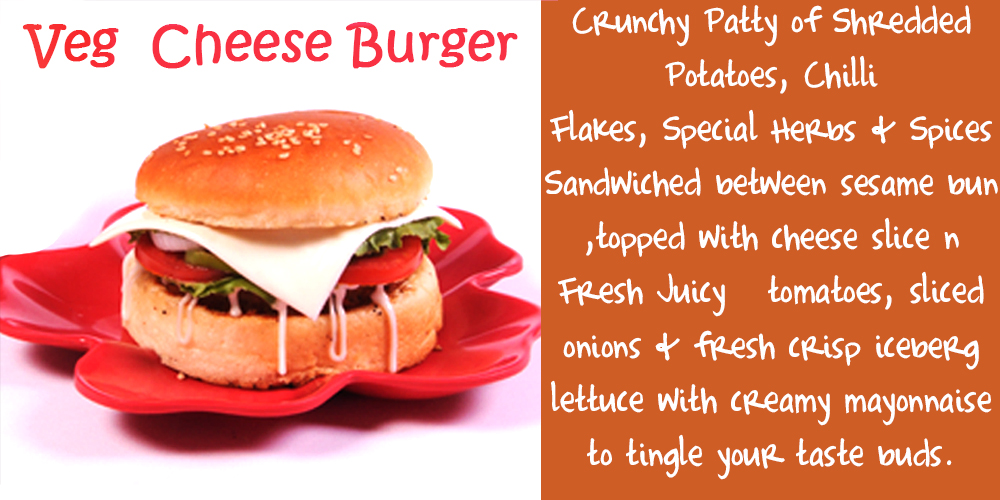 Veg Cheese Burger
Crunchy Patty of Shredded
Potatoes, Chilli
Flakes, Special Herbs & Spices
Sandwiched between sesame bun
,topped with cheese slice n
Fresh Juicy tomatoes, sliced
onions & fresh crisp iceberg
lettuce with creamy mayonnaise
to tingle your taste buds.